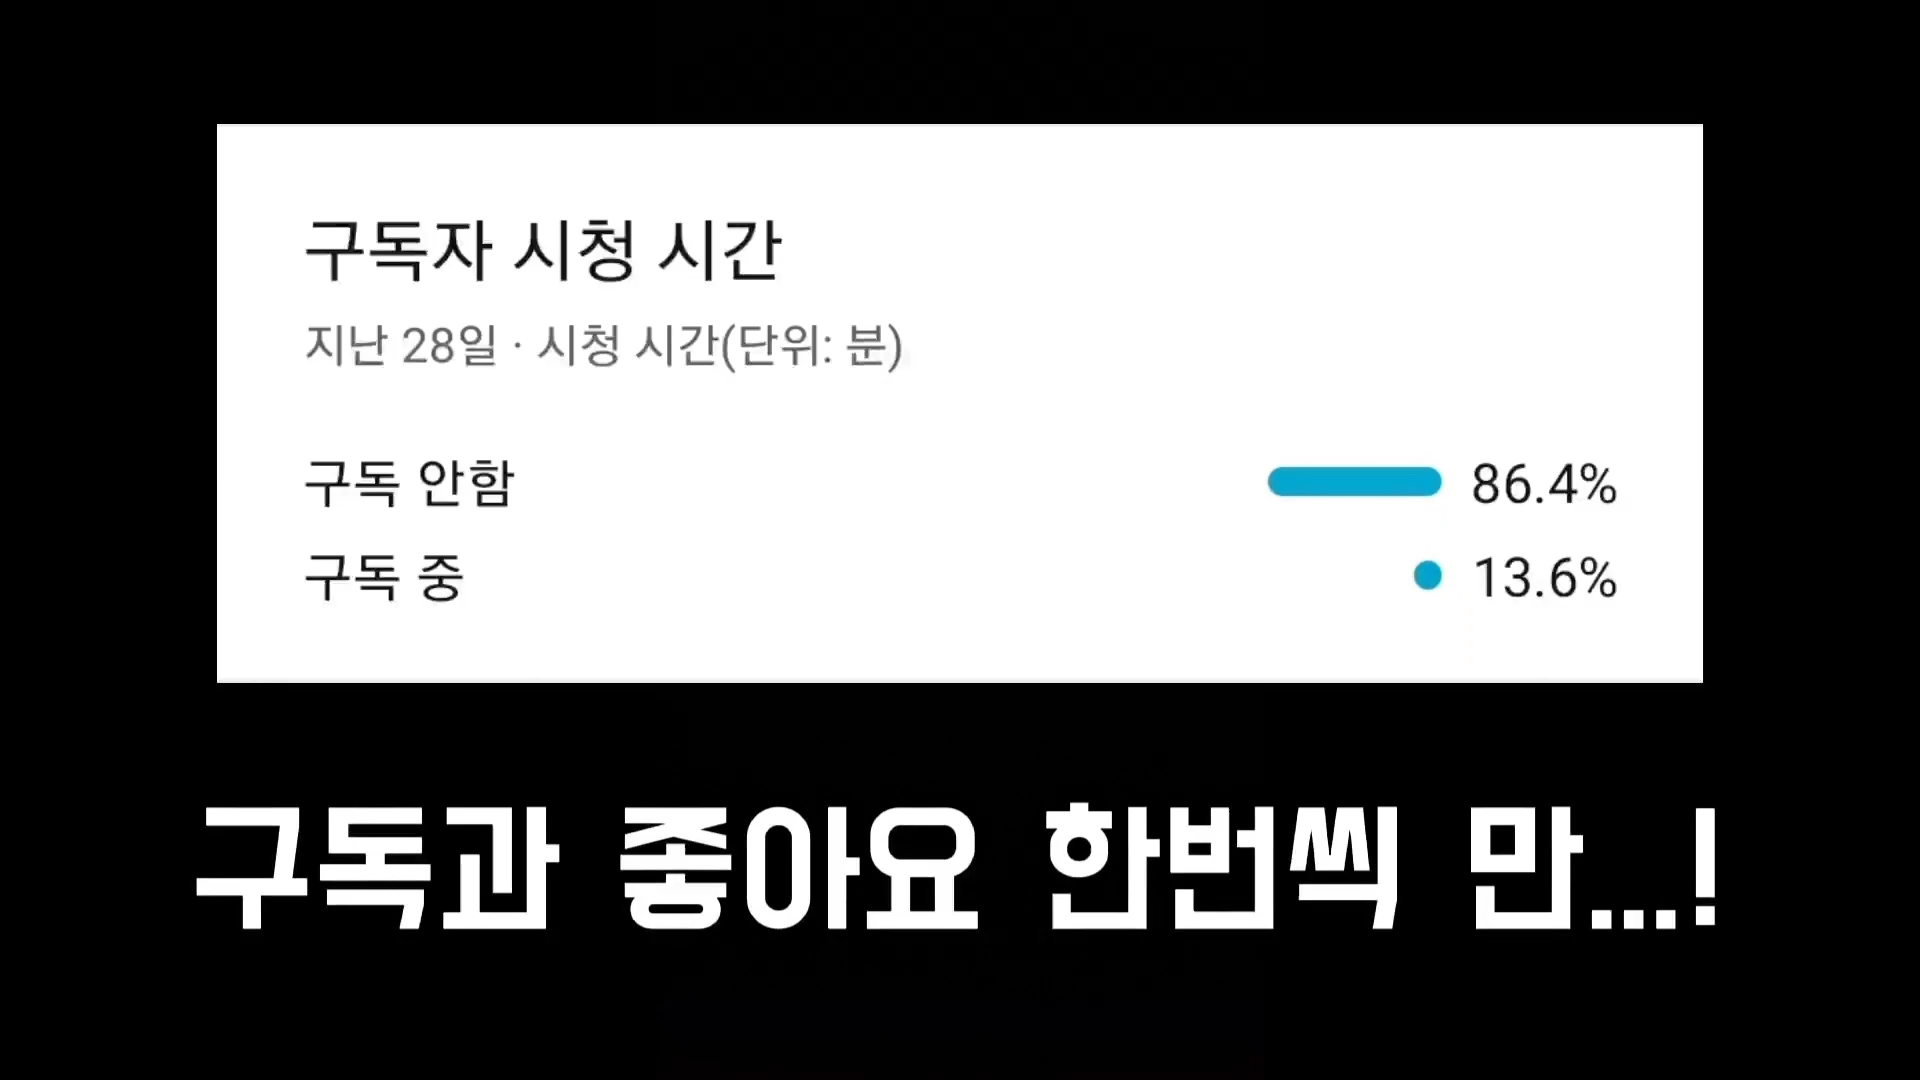 구독자 시청 시간
지난 28일 · 시청 시간(단위: 분)
구독 안함 86.4%
구독 중 13.6%
구독과 좋아요 한번씩 만...!